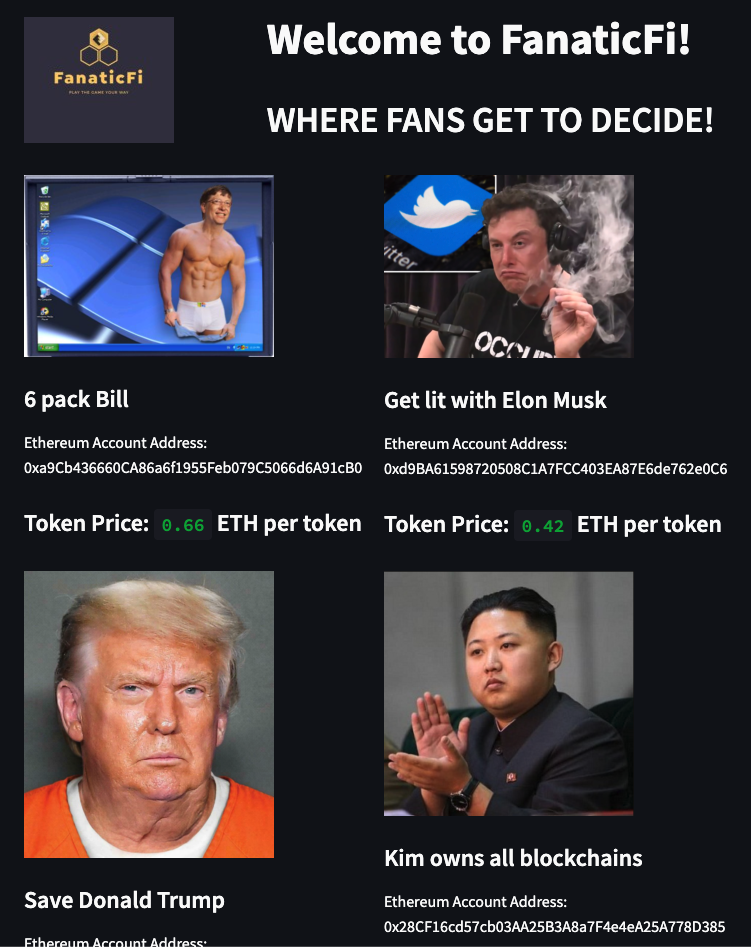 FanaticFi
PLAY THE GAME YOUR WAY
Welcome to FanaticFi!
WHERE FANS GET TO DECIDE!
itter
OCCUP
6 pack Bill
Ethereum Account Address:
0xa9Cb436660CA86a6f1955Feb079C5066d6A91cB0
Token Price: 0.66 ETH per token
Get lit with Elon Musk
Ethereum Account Address:
0xd9BA61598720508C1A7FCC403EA87E6de762e0C6
Token Price: 0.42 ETH per token
Save Donald Trump
Ethereum Account Address:
Kim owns all blockchains
Ethereum Account Address:
0x28CF16cd57cb03AA25B3A8a7F4e4eA25A778D385